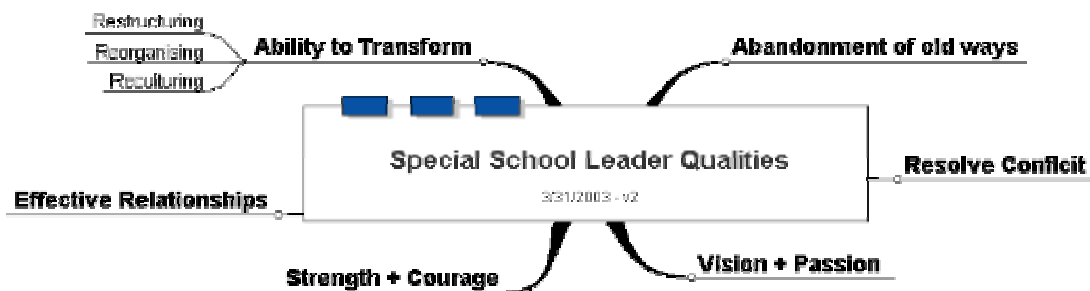 Restructuring
Reorganising
Reculturing
Ability to Transform
Abandonment of old ways
Special School Leader Qualities
3/31/2003 - v2
Resolve Conflicit
Effective Relationships
Vision + Passion
Strength + Courage